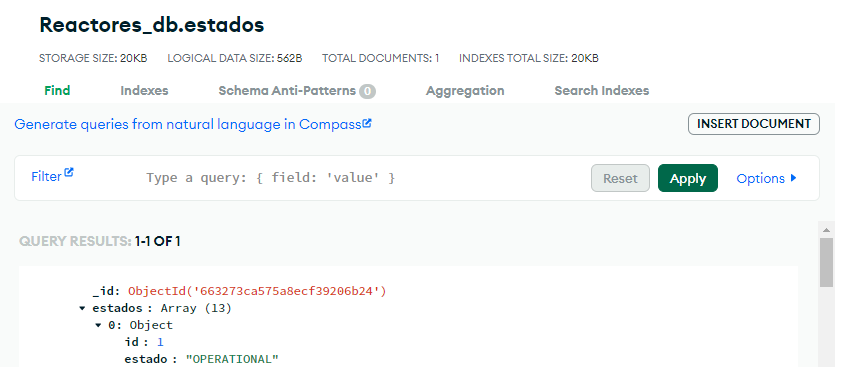 Reactores_db.estados
STORAGE SIZE: 20KB LOGICAL DATA SIZE: 562B TOTAL DOCUMENTS: 1 INDEXES TOTAL SIZE: 20KB
Find Indexes Schema Anti-Patterns 0 Aggregation Search Indexes
Generate queries from natural language in Compass
INSERT DOCUMENT
Filter Type a query: { field: 'value' } Reset Apply Options
QUERY RESULTS: 1-1 OF 1
_id: ObjectId('663273ca575a8ecf39206b24')
estados: Array (13)
0: Object
id: 1
estado: "OPERATIONAL"